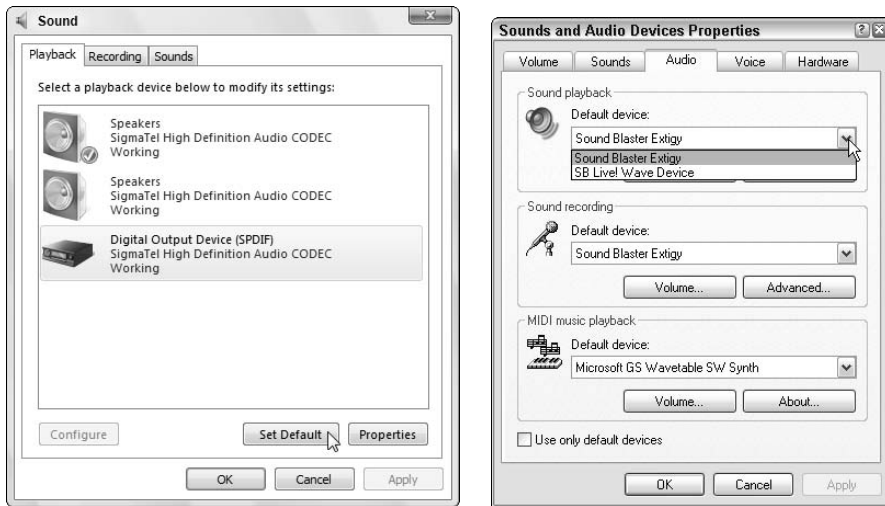 Sound
Playback Recording Sounds
Select a playback device below to modify its settings:
Speakers
SigmaTel High Definition Audio CODEC
Working
Speakers
SigmaTel High Definition Audio CODEC
Working
Digital Output Device (SPDIF)
SigmaTel High Definition Audio CODEC
Working
Configure Set Default Properties
OK Cancel Apply
Sounds and Audio Devices Properties
Volume Sounds Audio Voice Hardware
Sound playback
Default device:
Sound Blaster Extigy
Sound Blaster Extigy
SB Live! Wave Device
Sound recording
Default device:
Sound Blaster Extigy
Volume... Advanced...
MIDI music playback
Default device:
Microsoft GS Wavetable SW Synth
Volume... About...
Use only default devices
OK Cancel Apply